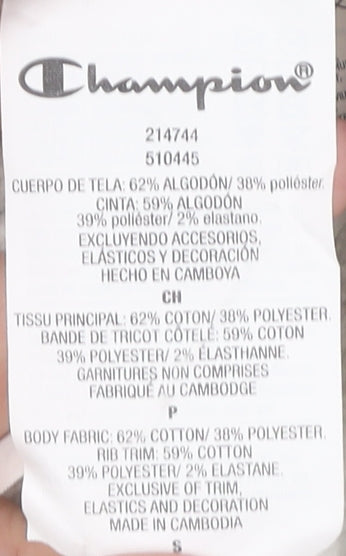 Champion®
214744
510445
CUERPO DE TELA: 62% ALGODÓN/ 38% poliéster.
CINTA: 59% ALGODÓN
39% poliéster/ 2% elastano.
EXCLUYENDO ACCESORIOS,
ELÁSTICOS Y DECORACIÓN
HECHO EN CAMBOYA
CH
TISSU PRINCIPAL: 62% COTON/ 38% POLYESTER.
BANDE DE TRICOT CÔTELÉ: 59% COTON
39% POLYESTER/ 2% ÉLASTHANNE.
GARNITURES NON COMPRISES
FABRIQUÉ AU CAMBODGE
P
BODY FABRIC: 62% COTTON/ 38% POLYESTER.
RIB TRIM: 59% COTTON
39% POLYESTER/ 2% ELASTANE.
EXCLUSIVE OF TRIM,
ELASTICS AND DECORATION
MADE IN CAMBODIA
S